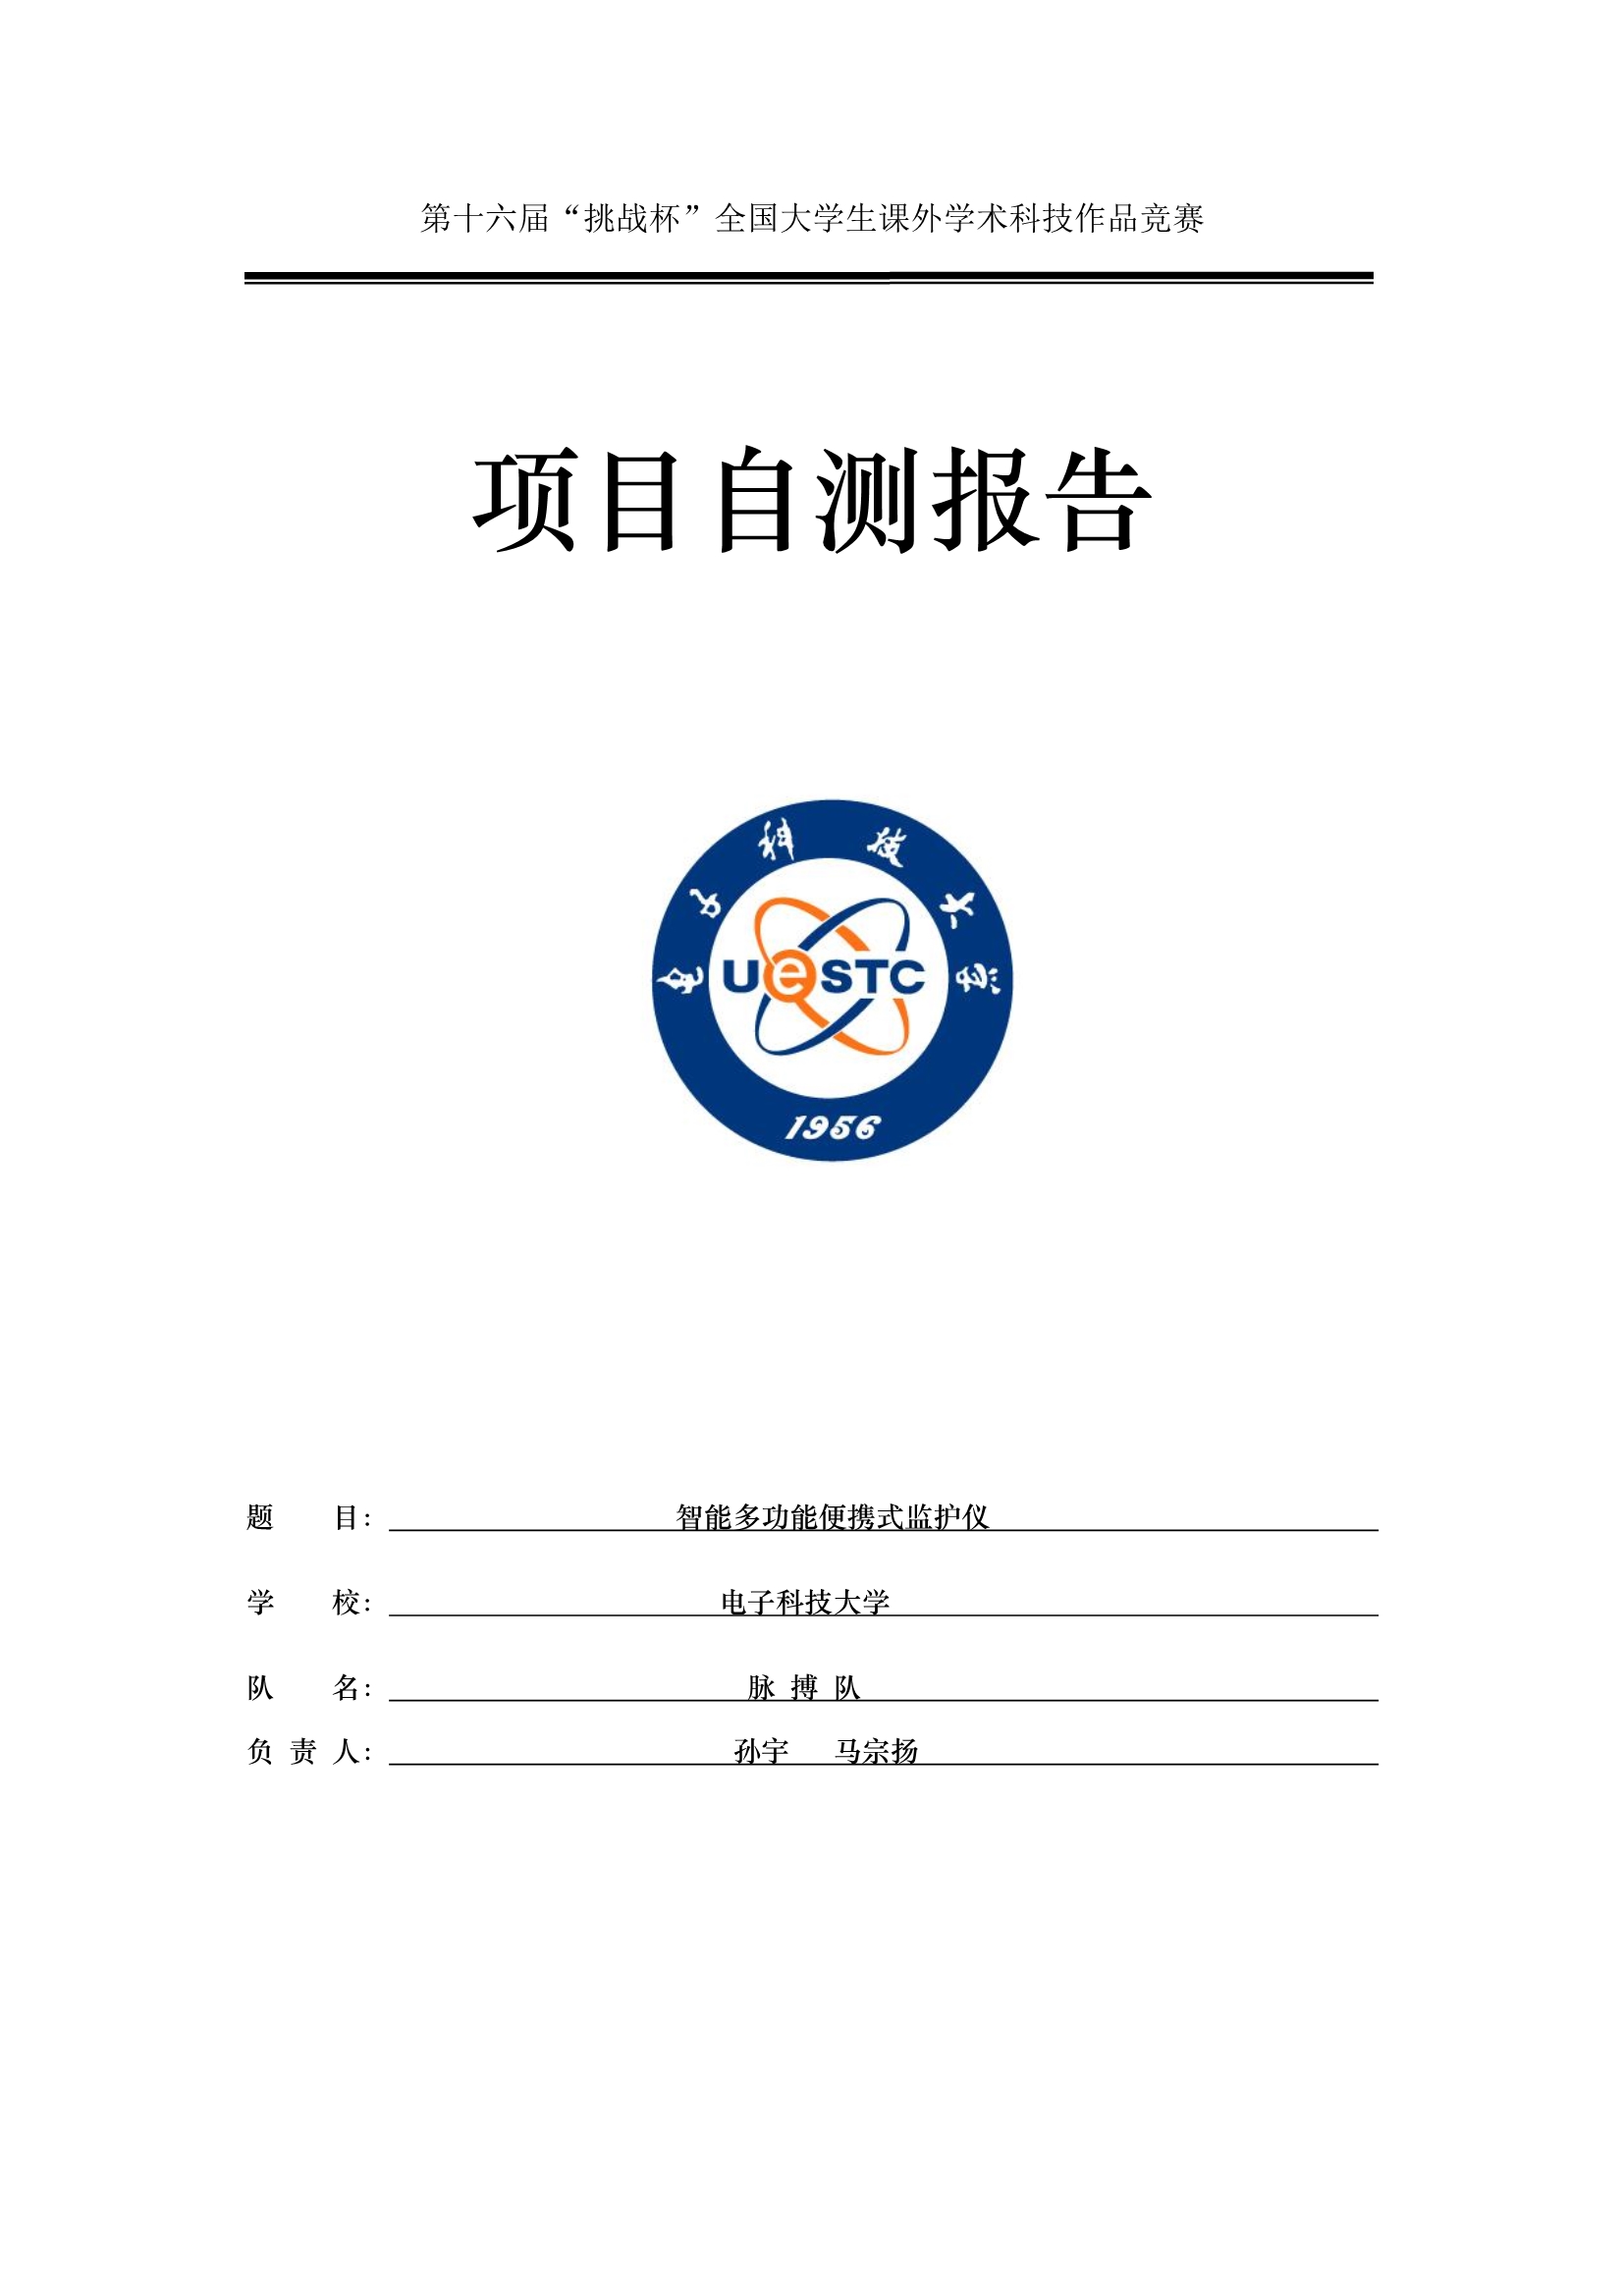 第十六届“挑战杯”全国大学生课外学术科技作品竞赛
项目自测报告
电子科技大学
UeSTC
1956
题 目： 智能多功能便携式监护仪
学 校： 电子科技大学
队 名： 脉 搏 队
负 责 人： 孙宇 马宗扬